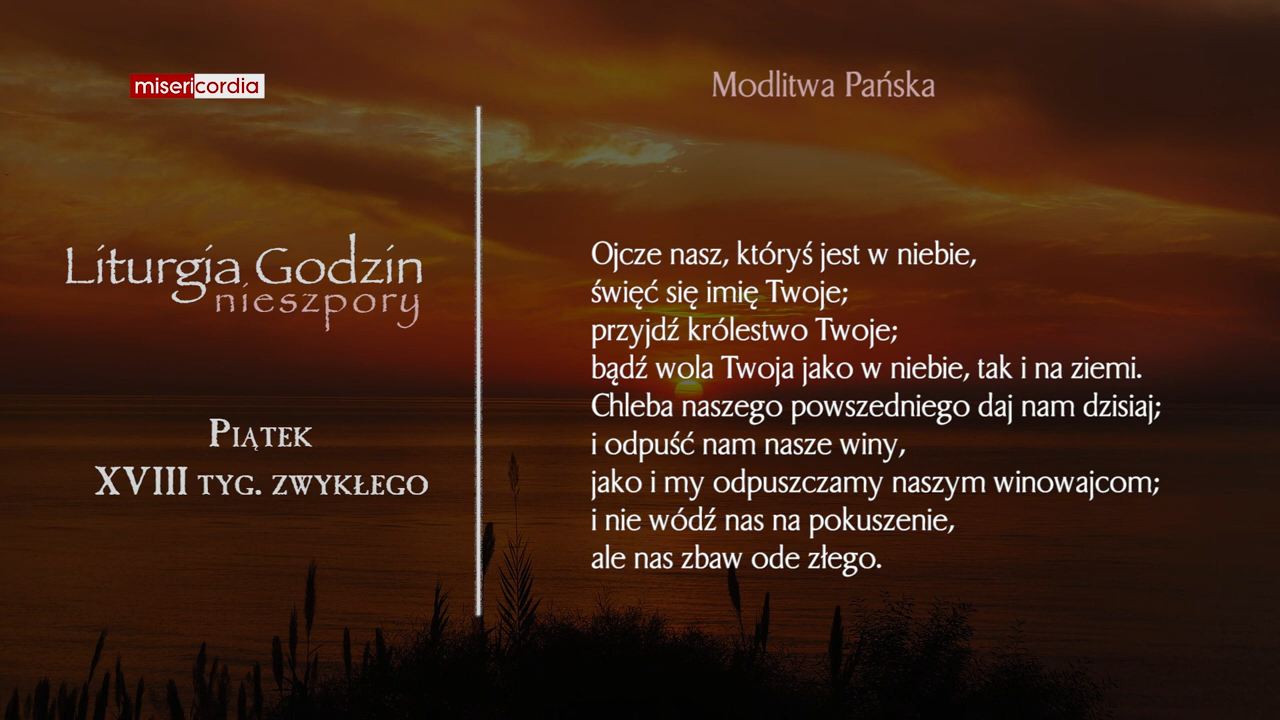 misericordia
Liturgia Godzin
nieszpory
Piątek
XVIII tyg. zwykłego
Modlitwa Pańska
Ojcze nasz, któryś jest w niebie,
święć się imię Twoje;
przyjdź królestwo Twoje;
bądź wola Twoja jako w niebie, tak i na ziemi.
Chleba naszego powszedniego daj nam dzisiaj;
i odpuść nam nasze winy,
jako i my odpuszczamy naszym winowajcom;
i nie wódź nas na pokuszenie,
ale nas zbaw ode złego.